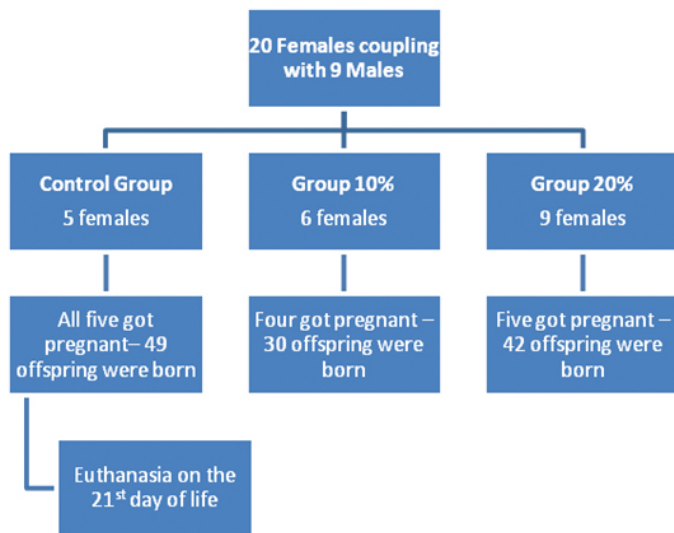 20 Females coupling
with 9 Males
Control Group
5 females
Group 10%
6 females
Group 20%
9 females
All five got
pregnant– 49
offspring were born
Four got pregnant –
30 offspring were
born
Five got pregnant –
42 offspring were
born
Euthanasia on the
21st day of life